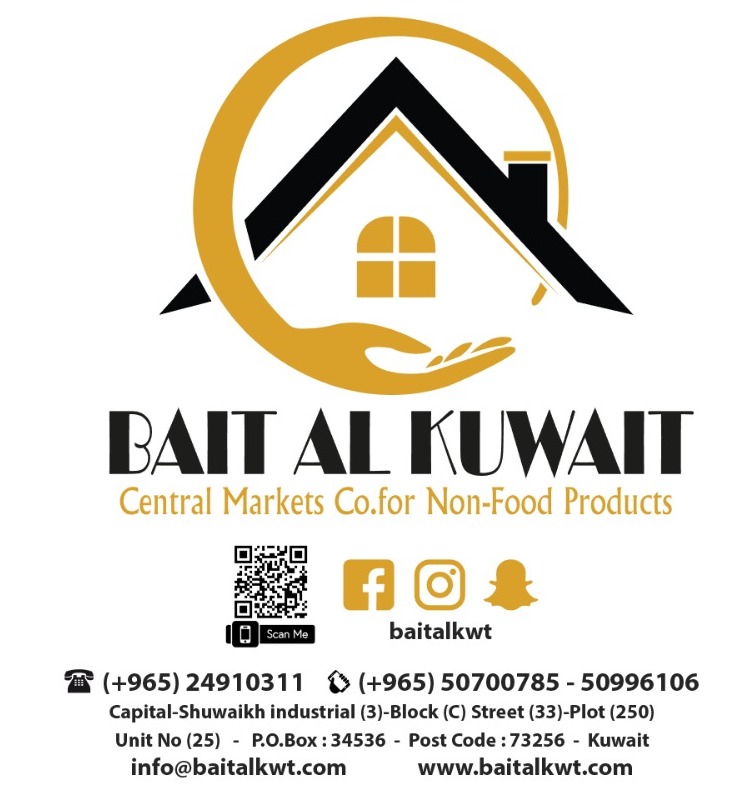 BAIT AL KUWAIT
Central Markets Co.for Non-Food Products
Scan Me
baitalkwt
(+965) 24910311 (+965) 50700785 - 50996106
Capital-Shuwaikh industrial (3)-Block (C) Street (33)-Plot (250)
Unit No (25) - P.O.Box : 34536 - Post Code : 73256 - Kuwait
info@baitalkwt.com www.baitalkwt.com